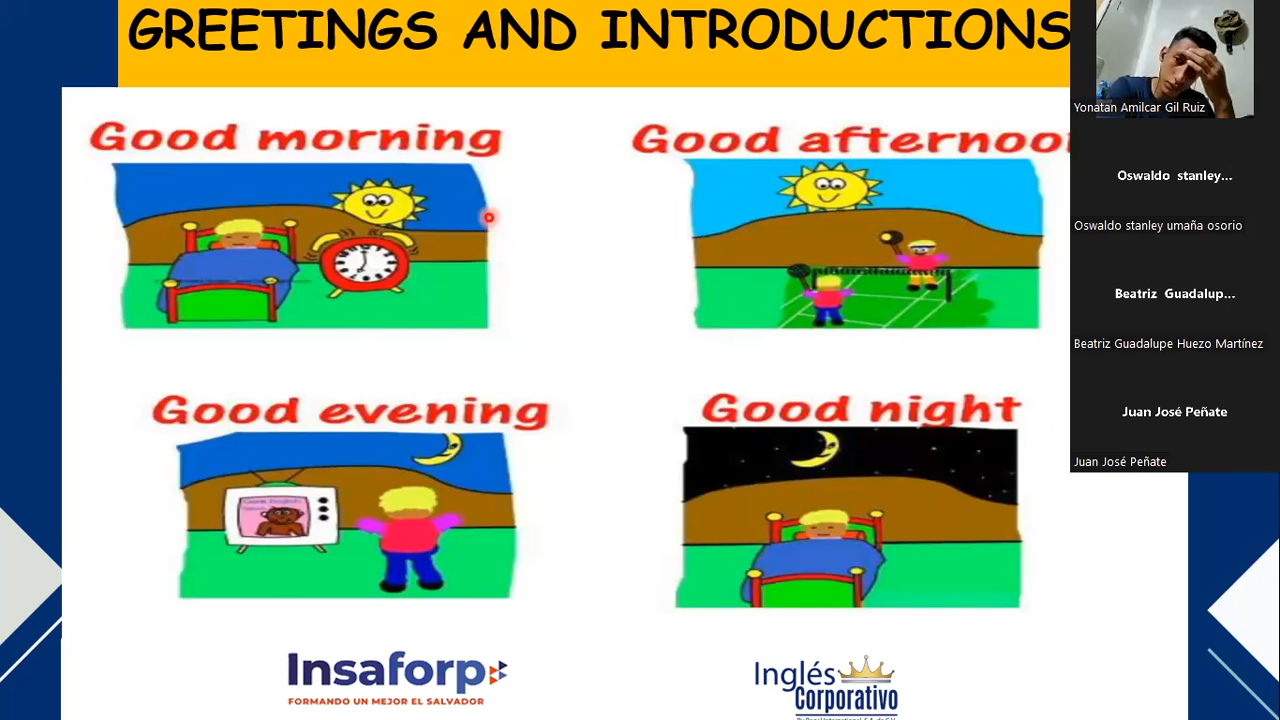 GREETINGS AND INTRODUCTIONS
Good morning
Good afternoon
Good evening
Good night
Insaforp
FORMANDO UN MEJOR EL SALVADOR
Inglés
Corporativo
Yonatan Amilcar Gil Ruiz
Oswaldo stanley...
Oswaldo stanley umaña osorio
Beatriz Guadalup...
Beatriz Guadalupe Huezo Martínez
Juan José Peñate
Juan José Peñate